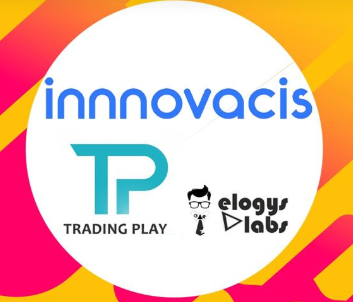 innnovacis
TP
TRADING PLAY
elogys
labs